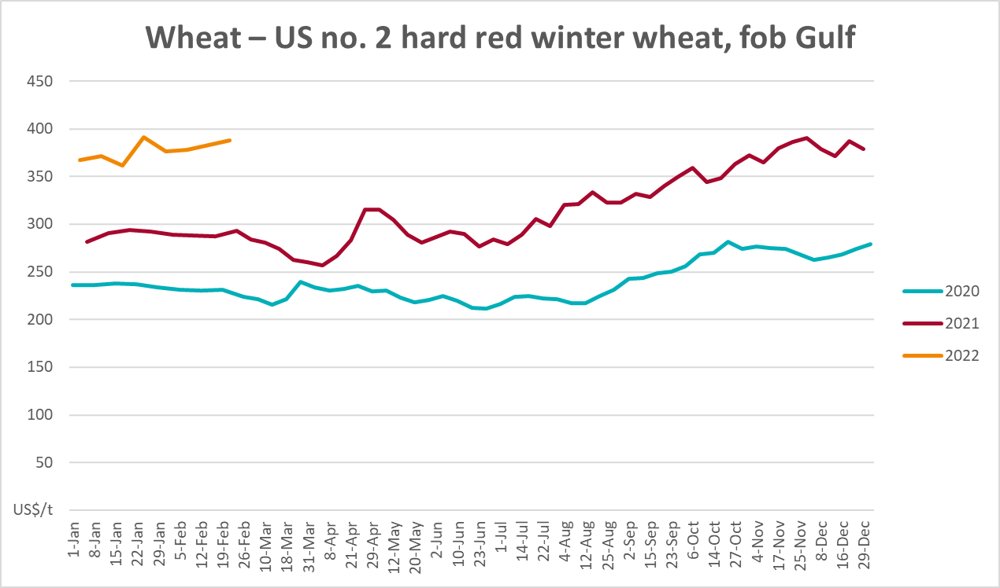 Wheat – US no. 2 hard red winter wheat, fob Gulf
450
400
350
300
250
200
150
100
50
US$/t
2020
2021
2022
1-Jan
8-Jan
15-Jan
22-Jan
29-Jan
5-Feb
12-Feb
19-Feb
26-Feb
10-Mar
18-Mar
31-Mar
8-Apr
21-Apr
29-Apr
12-May
20-May
2-Jun
10-Jun
23-Jun
1-Jul
14-Jul
22-Jul
4-Aug
12-Aug
25-Aug
2-Sep
15-Sep
23-Sep
6-Oct
14-Oct
27-Oct
4-Nov
17-Nov
25-Nov
8-Dec
16-Dec
29-Dec